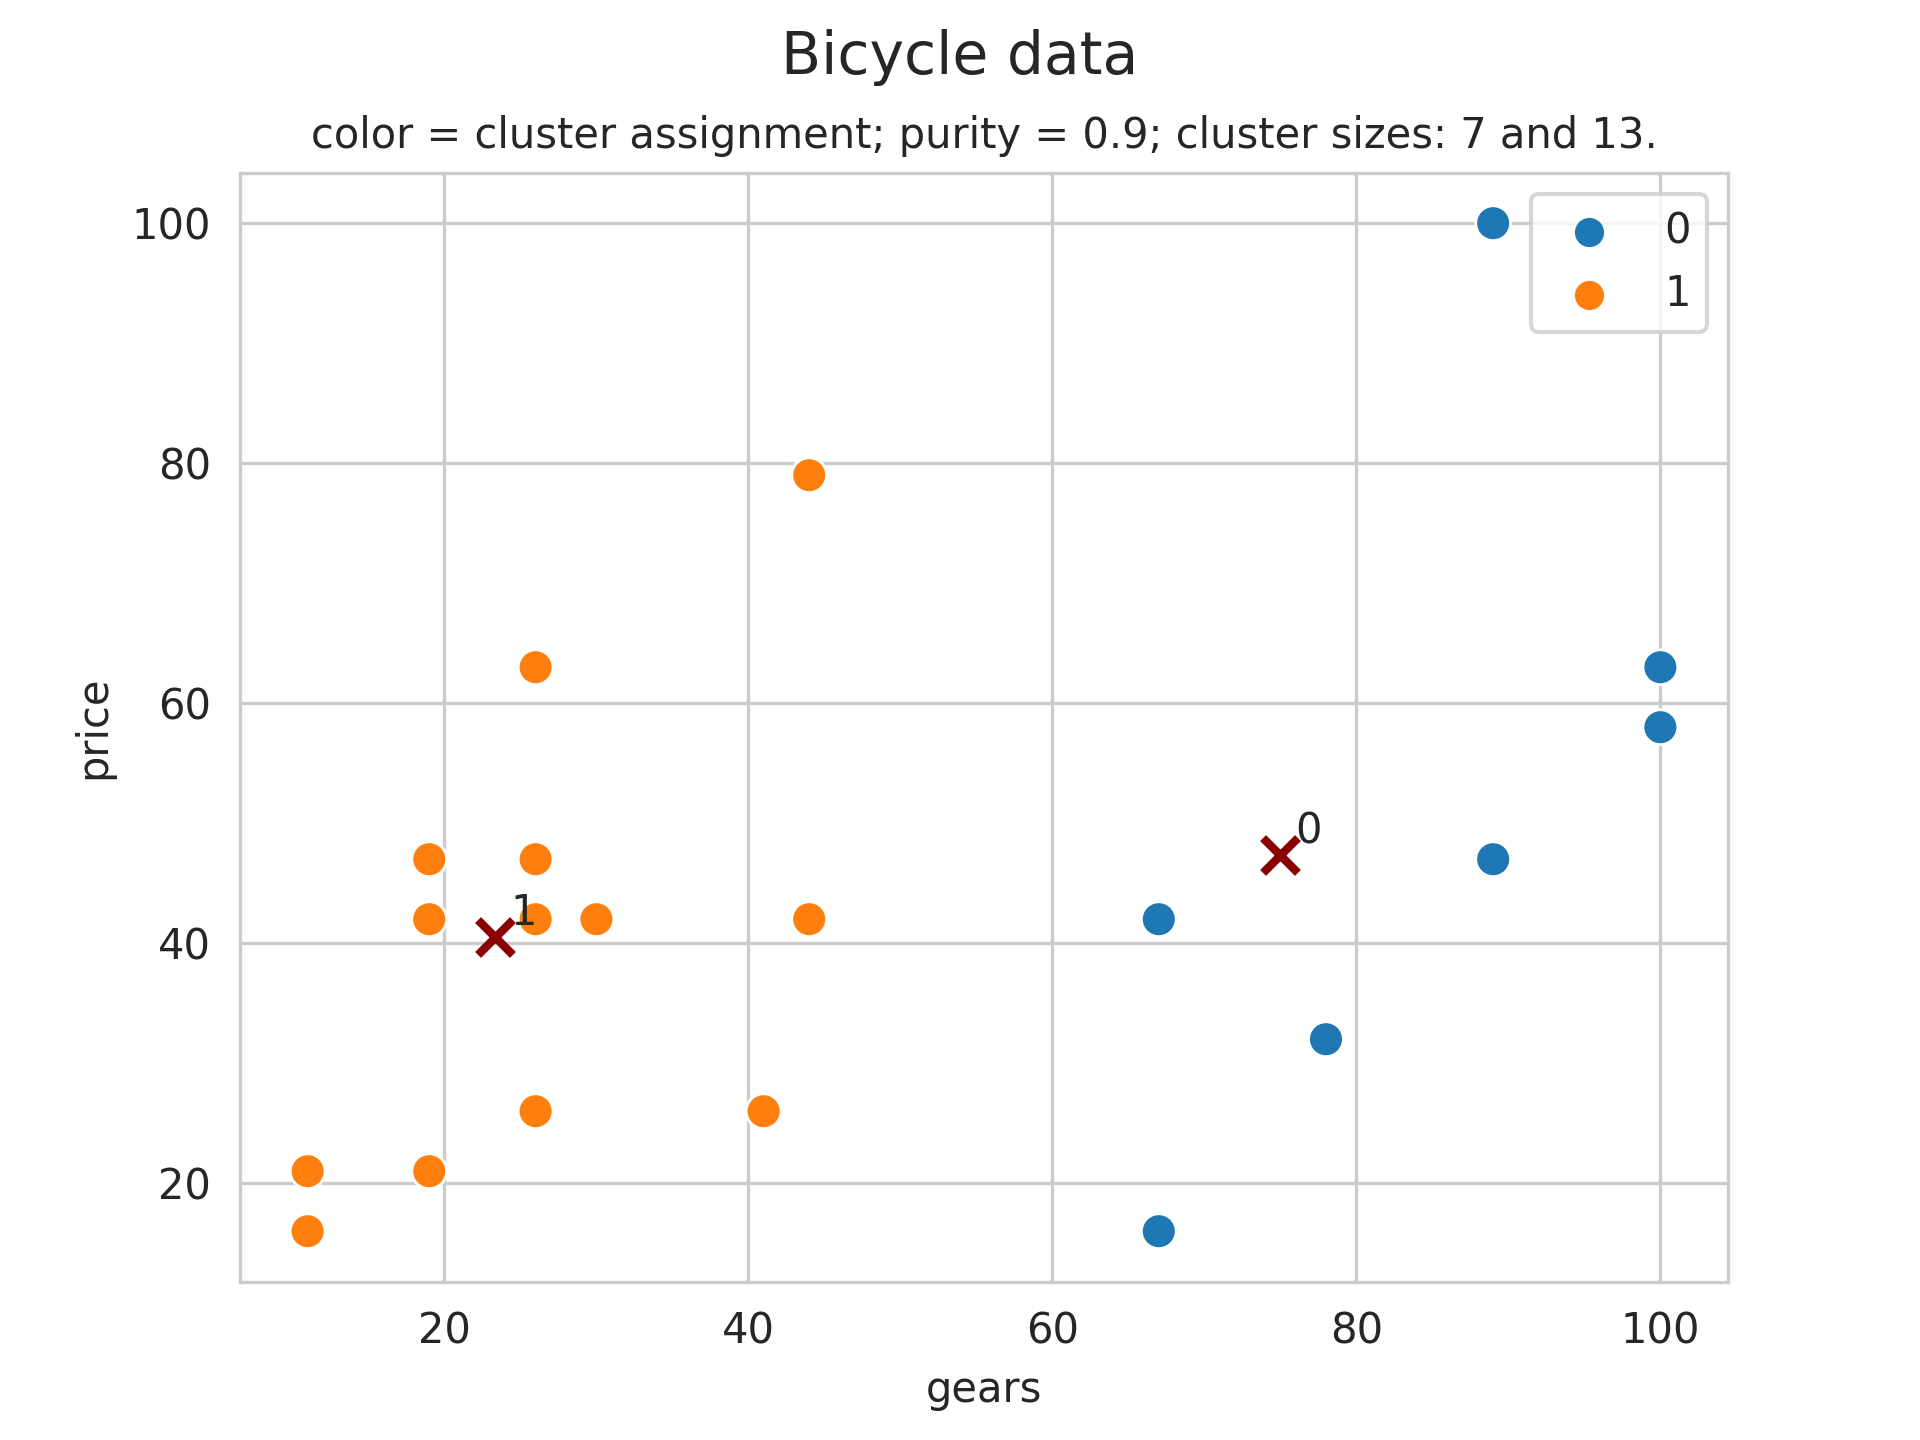 Bicycle data
color = cluster assignment; purity = 0.9; cluster sizes: 7 and 13.
100
80
60
40
20
price
0
1
0
1
20 40 60 80 100
gears